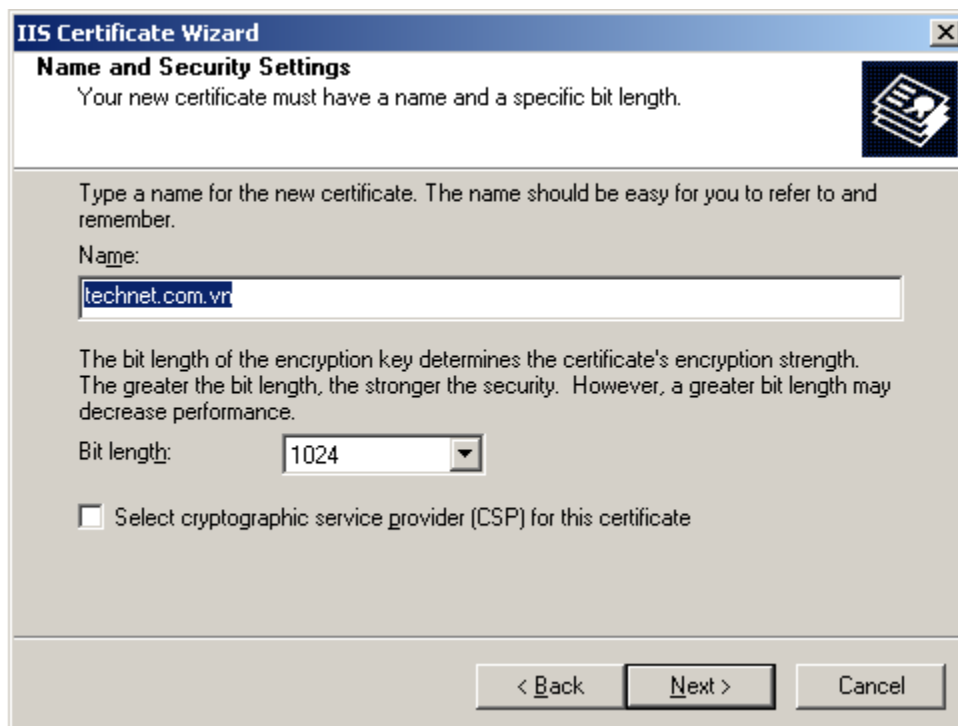 IIS Certificate Wizard
Name and Security Settings
Your new certificate must have a name and a specific bit length.
Type a name for the new certificate. The name should be easy for you to refer to and
remember.
Name:
technet.com.vn
The bit length of the encryption key determines the certificate's encryption strength.
The greater the bit length, the stronger the security.  However, a greater bit length may
decrease performance.
Bit length:
1024
Select cryptographic service provider (CSP) for this certificate
< Back
Next >
Cancel